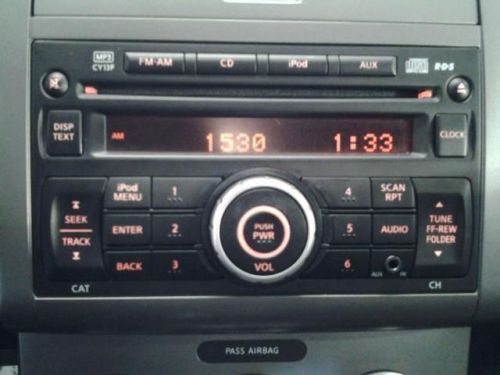 MP3
CY13F
FM-AM
CD
iPod
AUX
RDS
DISP
TEXT
AM
1530
1:33
CLOCK
iPod
MENU
1
4
SCAN
RPT
SEEK
TRACK
ENTER
2
PUSH
PWR
VOL
5
AUDIO
TUNE
FF-REW
FOLDER
BACK
3
6
AUX
IN
CAT
CH
PASS AIRBAG